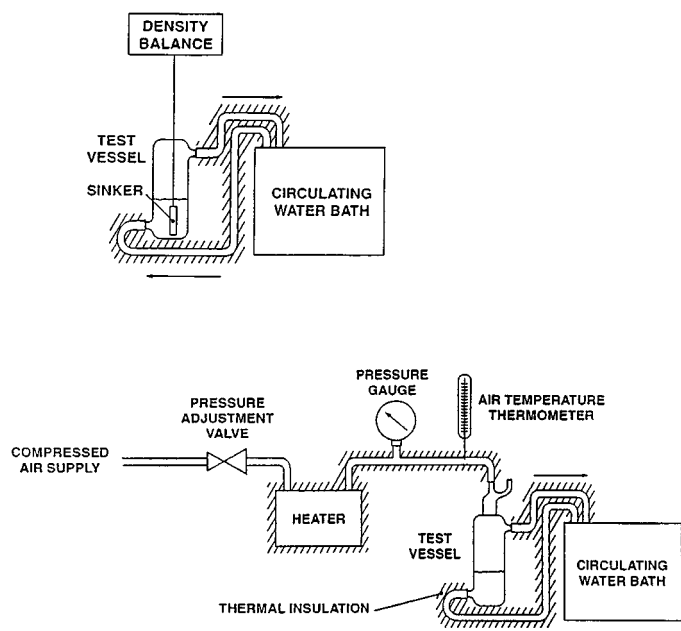 DENSITY
BALANCE
TEST
VESSEL
SINKER
CIRCULATING
WATER BATH
PRESSURE
GAUGE
PRESSURE
ADJUSTMENT
VALVE
AIR TEMPERATURE
THERMOMETER
COMPRESSED
AIR SUPPLY
HEATER
TEST
VESSEL
CIRCULATING
WATER BATH
THERMAL INSULATION